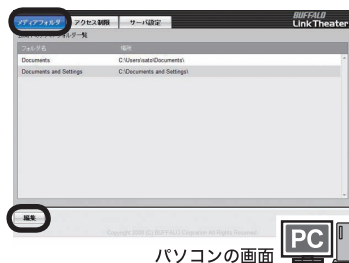 BUFFALO
メディアフォルダ アクセス制限 サーバ設定 LinkTheater
フォルダ名 場所
Documents C:\Users\sato\Documents\
Documents and Settings C:\Documents and Settings\
編集
パソコンの画面
PC